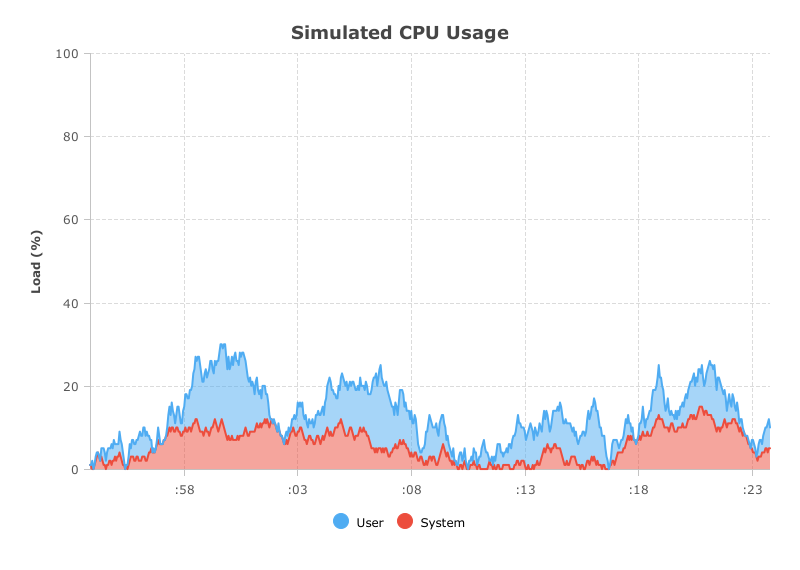 Simulated CPU Usage
100
80
60
40
20
0
Load (%)
:58 :03 :08 :13 :18 :23
User System